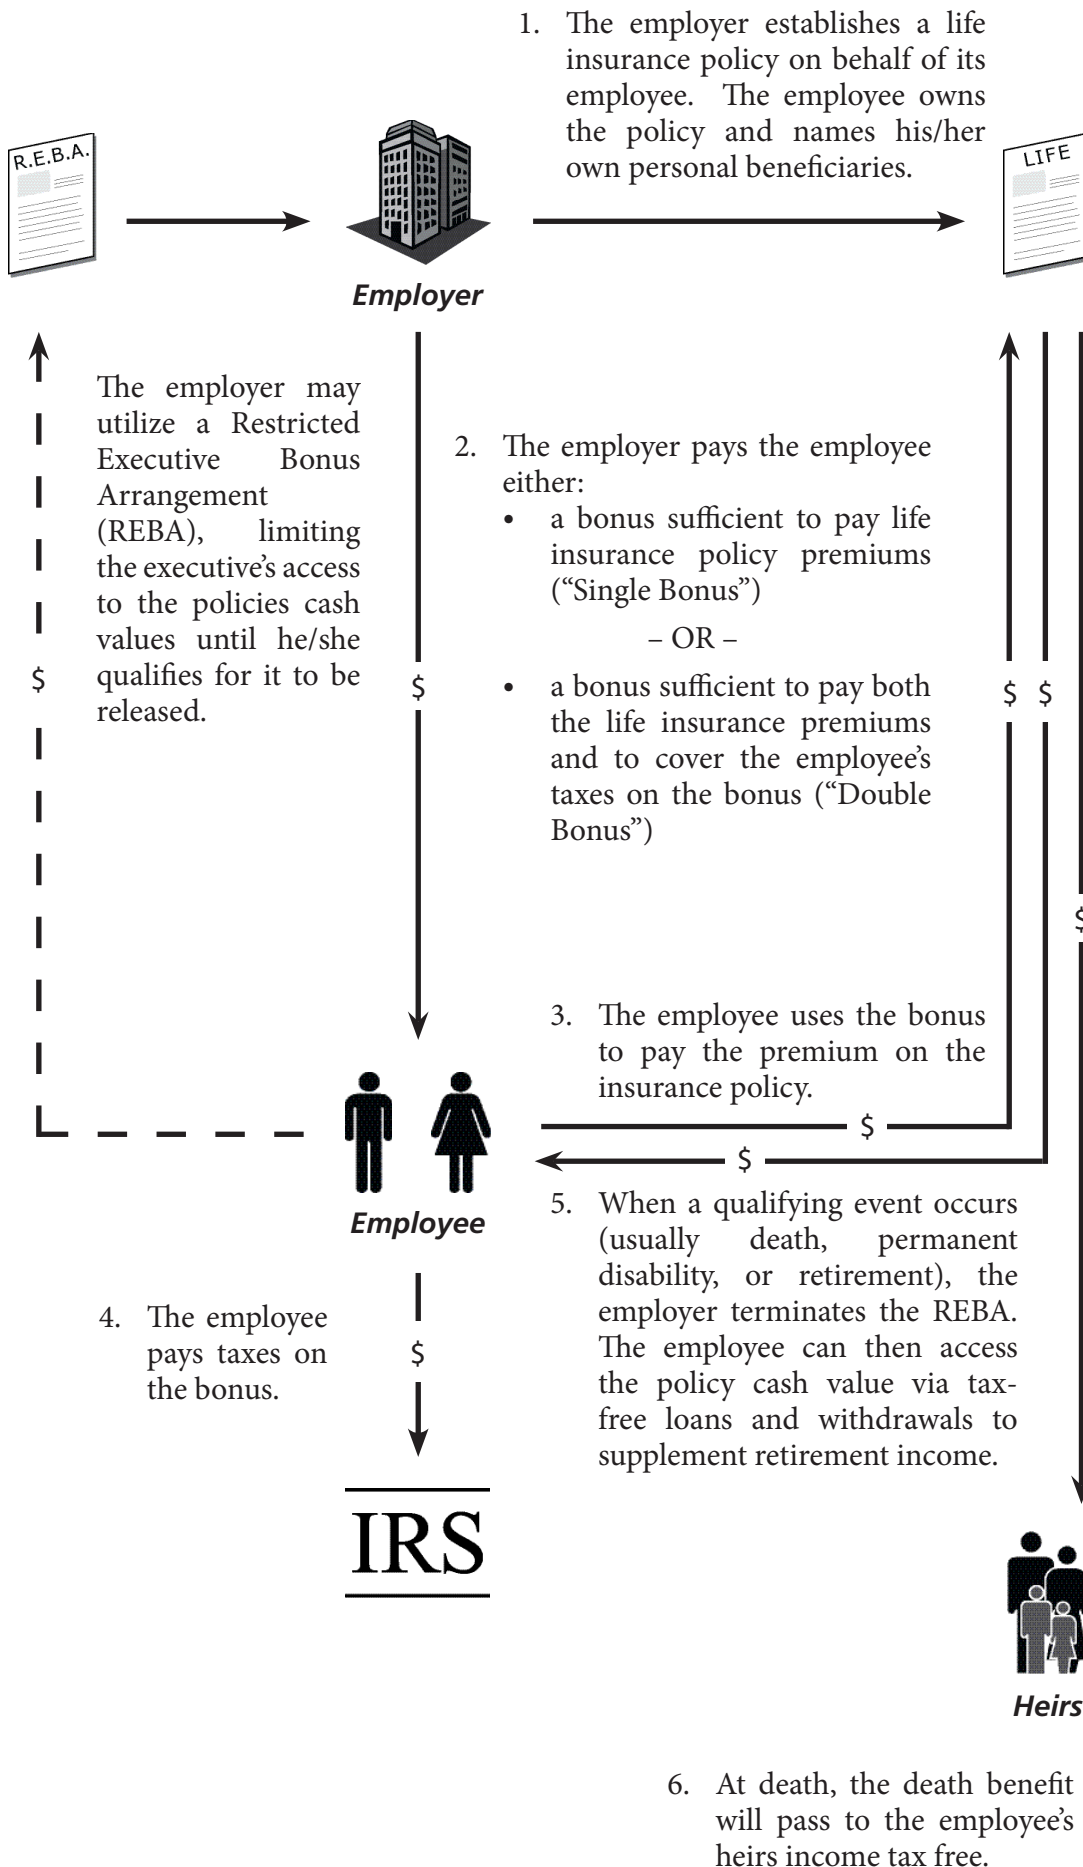 1. The employer establishes a life
insurance policy on behalf of its
employee. The employee owns
the policy and names his/her
own personal beneficiaries.
R.E.B.A.
LIFE
Employer
The employer may
utilize a Restricted
Executive Bonus
Arrangement
(REBA), limiting
the executive's access
to the policies cash
values until he/she
qualifies for it to be
released.
$
$
2. The employer pays the employee
either:
• a bonus sufficient to pay life
insurance policy premiums
("Single Bonus")
– OR –
• a bonus sufficient to pay both
the life insurance premiums
and to cover the employee's
taxes on the bonus ("Double
Bonus")
$ $
$
3. The employee uses the bonus
to pay the premium on the
insurance policy.
$
$
Employee
5. When a qualifying event occurs
(usually death, permanent
disability, or retirement), the
employer terminates the REBA.
The employee can then access
the policy cash value via tax-
free loans and withdrawals to
supplement retirement income.
4. The employee
pays taxes on
the bonus.
$
IRS
Heirs
6. At death, the death benefit
will pass to the employee's
heirs income tax free.